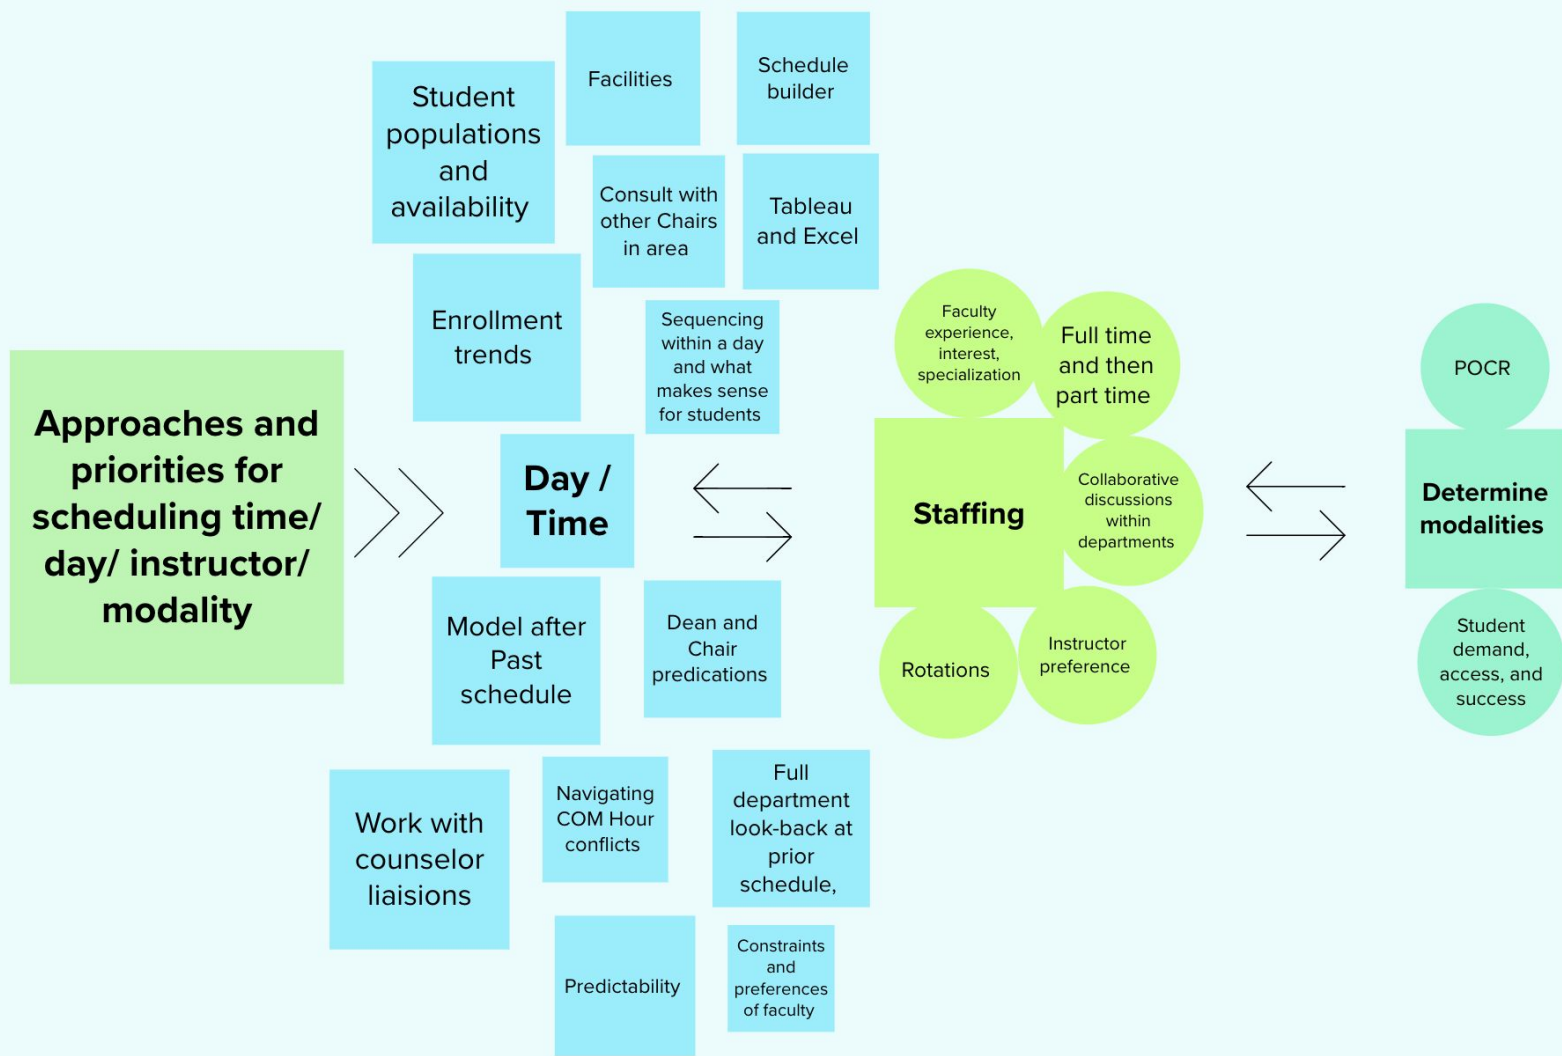 Approaches and
priorities for
scheduling time/
day/ instructor/
modality
Student
populations
and
availability
Facilities
Schedule
builder
Consult with
other Chairs
in area
Tableau
and Excel
Enrollment
trends
Sequencing
within a day
and what
makes sense
for students
Day /
Time
Model after
Past
schedule
Dean and
Chair
predications
Work with
counselor
liaisions
Navigating
COM Hour
conflicts
Full
department
look-back at
prior
schedule,
Predictability
Constraints
and
preferences
of faculty
Faculty
experience,
interest,
specialization
Full time
and then
part time
Staffing
Collaborative
discussions
within
departments
Rotations
Instructor
preference
POCR
Determine
modalities
Student
demand,
access, and
success